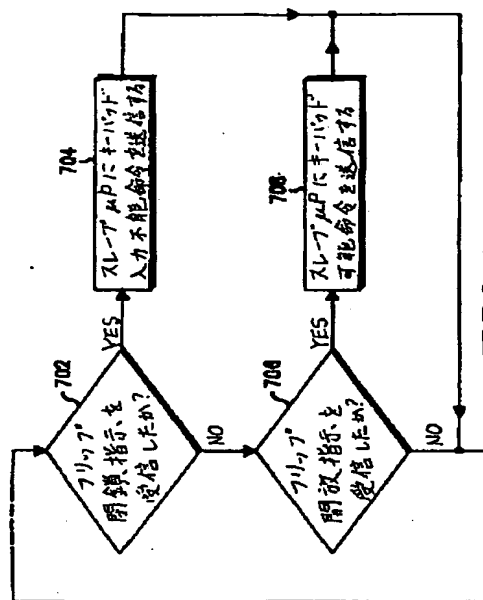 702
フリップ
閉鎖指示を
受信したか?
YES
704
スレーブμPにキーパッド
入力不能命令を送信する
NO
706
フリップ
開放指示を
受信したか?
YES
708
スレーブμPにキーパッド
可能命令を送信する
NO